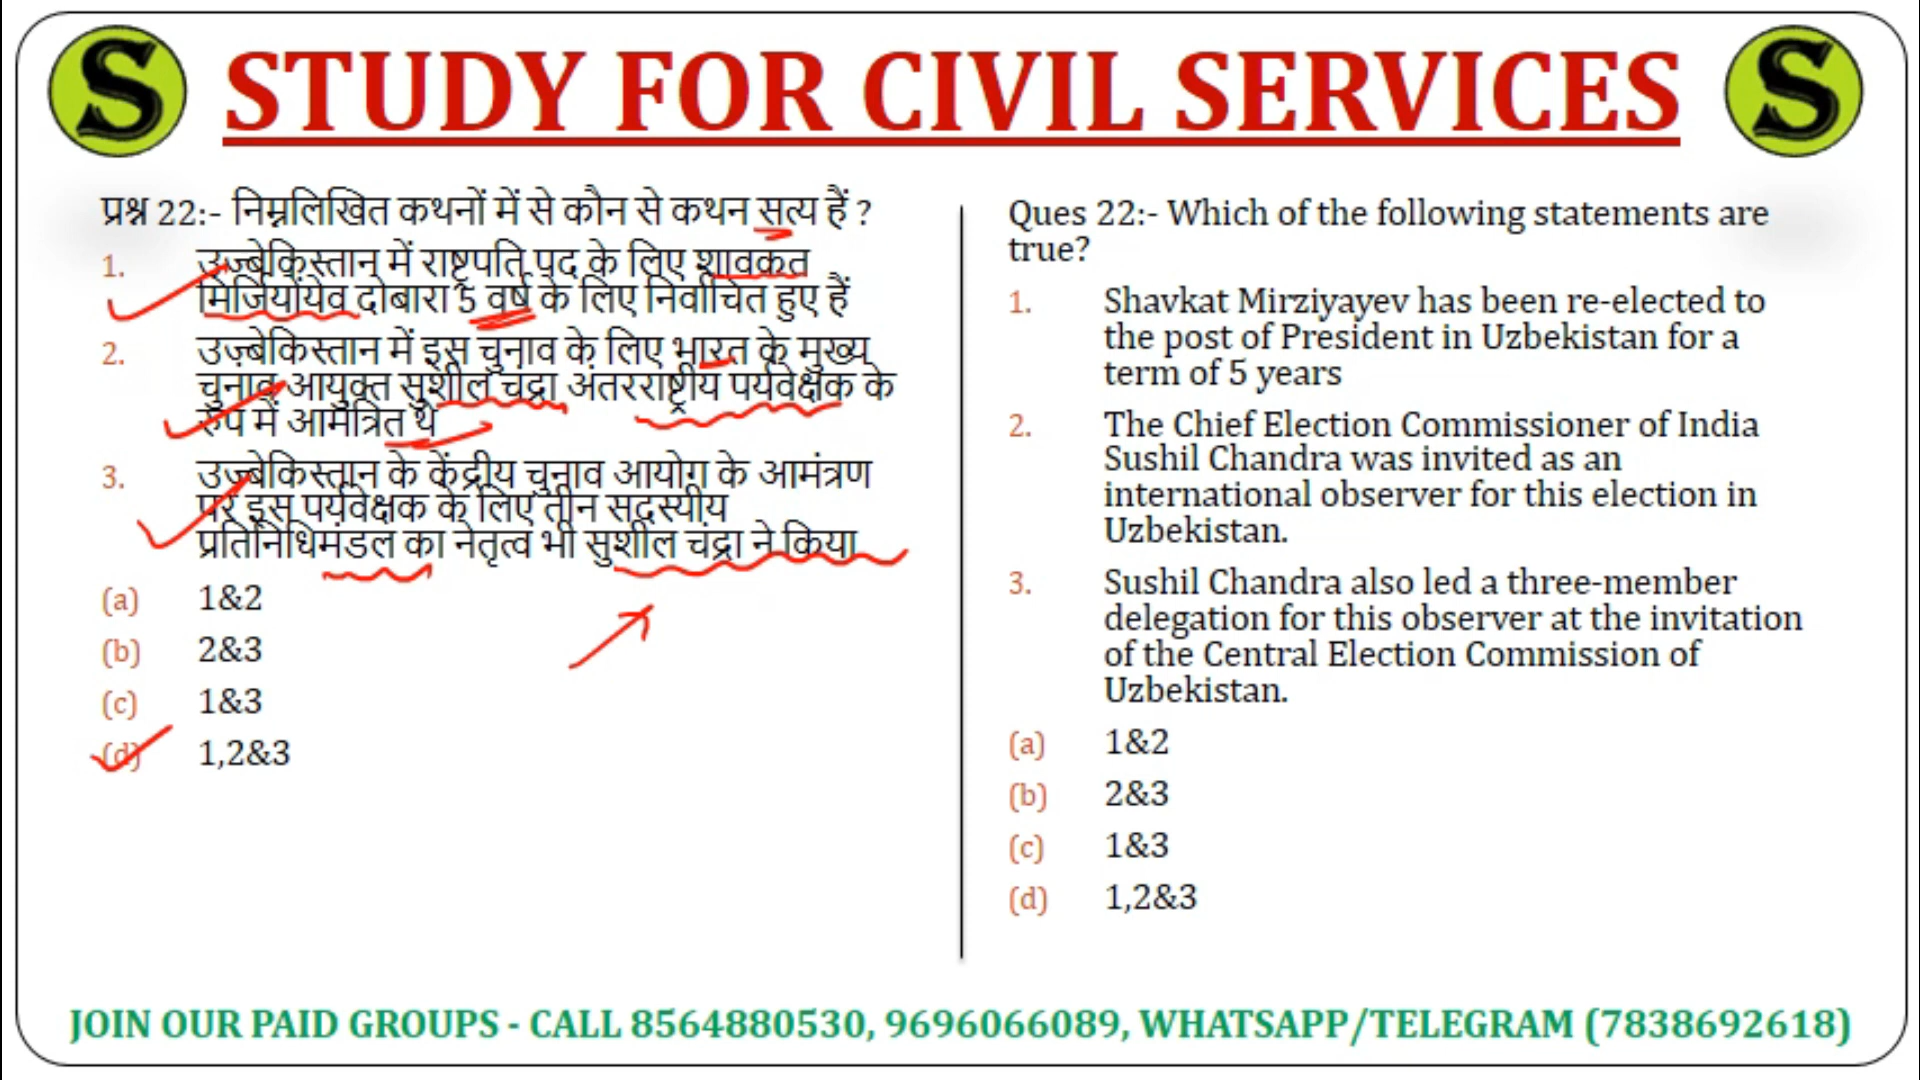 S STUDY FOR CIVIL SERVICES S
प्रश्न 22:- निम्नलिखित कथनों में से कौन से कथन सत्य हैं ?
1. उज्बेकिस्तान में राष्ट्रपति पद के लिए शावकत
मिर्जियोयेव दोबारा 5 वर्ष के लिए निर्वाचित हुए हैं
2. उज़्बेकिस्तान में इस चुनाव के लिए भारत के मुख्य
चुनाव आयुक्त सुशील चंद्रा अंतरराष्ट्रीय पर्यवेक्षक के
रुप में आमंत्रित थे
3. उज्बेकिस्तान के केंद्रीय चुनाव आयोग के आमंत्रण
पर इस पर्यवेक्षक के लिए तीन सदस्यीय
प्रतिनिधिमंडल का नेतृत्व भी सुशील चंद्रा ने किया
(a) 1&2
(b) 2&3
(c) 1&3
(d) 1,2&3
Ques 22:- Which of the following statements are
true?
1. Shavkat Mirziyayev has been re-elected to
the post of President in Uzbekistan for a
term of 5 years
2. The Chief Election Commissioner of India
Sushil Chandra was invited as an
international observer for this election in
Uzbekistan.
3. Sushil Chandra also led a three-member
delegation for this observer at the invitation
of the Central Election Commission of
Uzbekistan.
(a) 1&2
(b) 2&3
(c) 1&3
(d) 1,2&3
JOIN OUR PAID GROUPS - CALL 8564880530, 9696066089, WHATSAPP/TELEGRAM (7838692618)